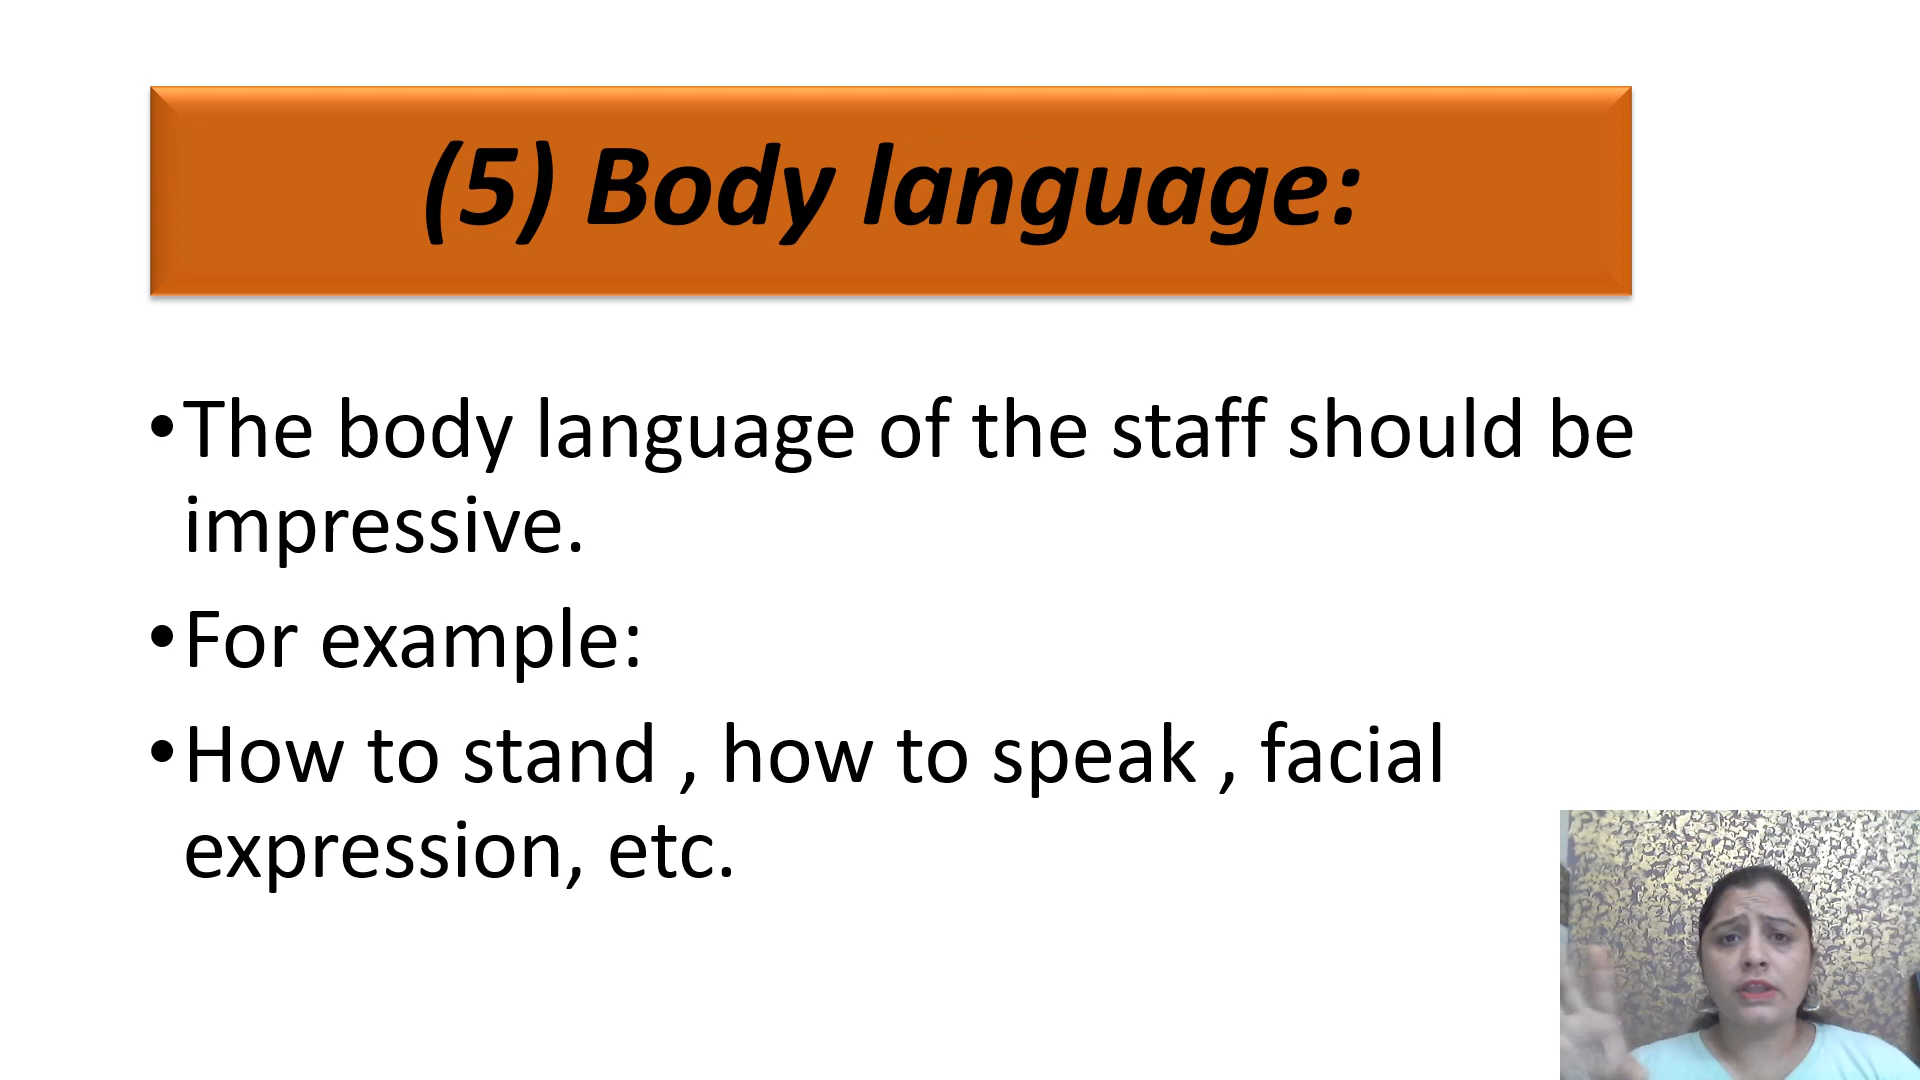 (5) Body language:
•The body language of the staff should be
impressive.
•For example:
•How to stand , how to speak , facial
expression, etc.